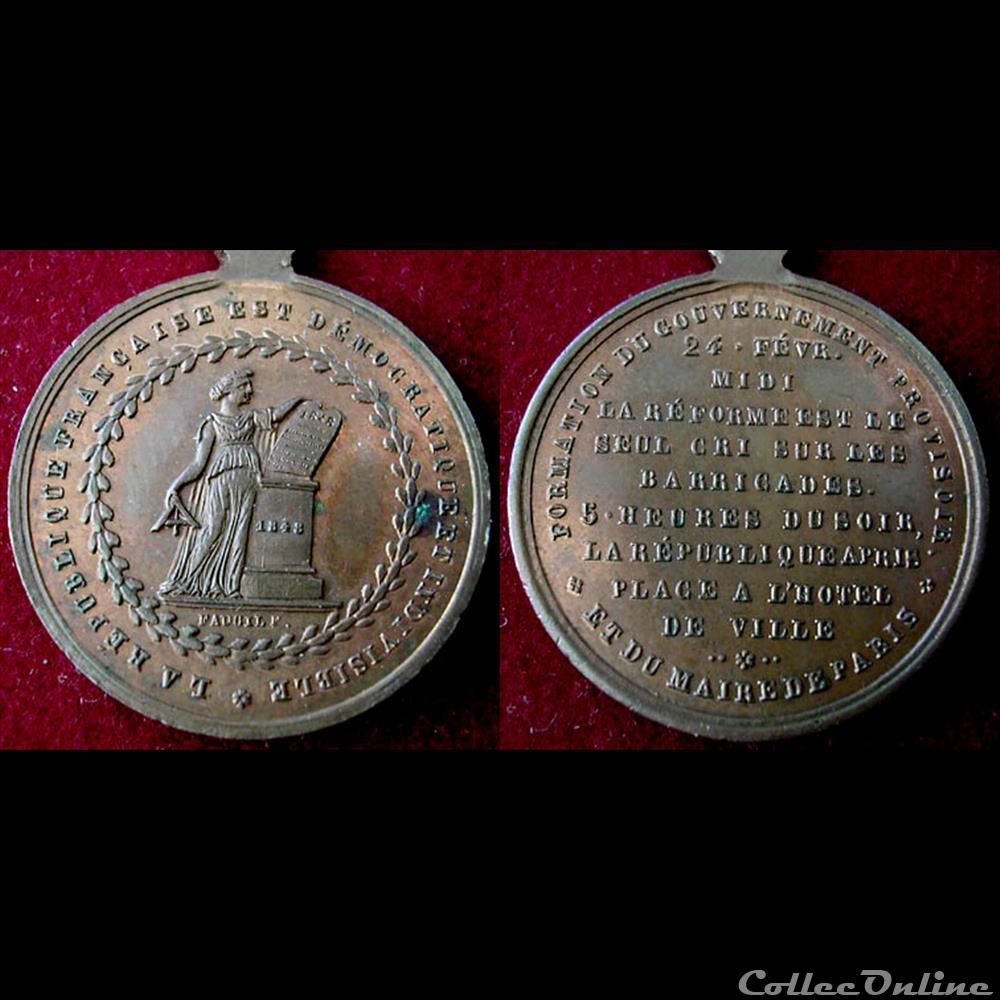 LA RÉPUBLIQUE FRANÇAISE EST DÉMOCRATIQUE ET INDIVISIBLE
1848
1848
FORMATION DU GOUVERNEMENT PROVISOIR.
24 · FÉVR.
MIDI
LA RÉFORME EST LE
SEUL CRI SUR LES
BARRICADES.
5 · HEURES DU SOIR,
LA RÉPUBLIQUE A PRIS
PLACE A L'HOTEL
DE VILLE
ET DU MAIRE DE PARIS
CollecOnline